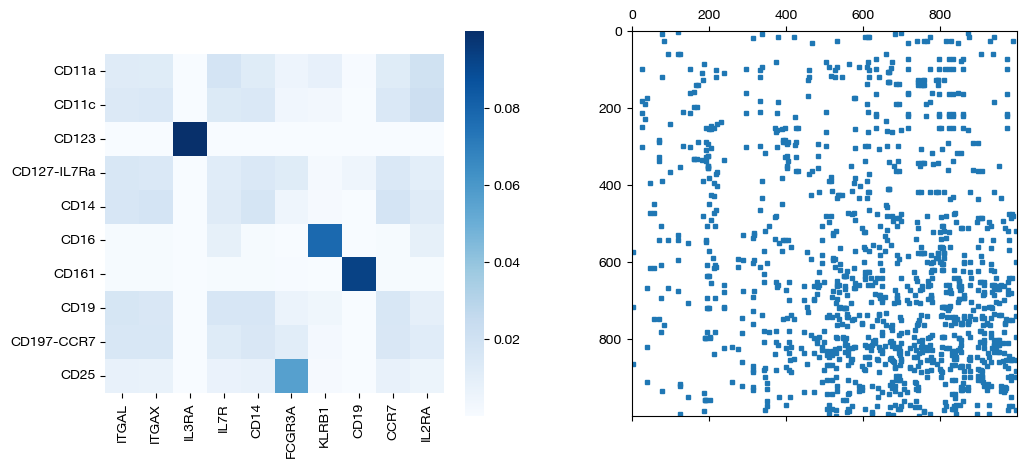 CD11a
CD11c
CD123
CD127-IL7Ra
CD14
CD16
CD161
CD19
CD197-CCR7
CD25
ITGAL
ITGAX
IL3RA
IL7R
CD14
FCGR3A
KLRB1
CD19
CCR7
IL2RA
0.08
0.06
0.04
0.02
0 200 400 600 800
0
200
400
600
800